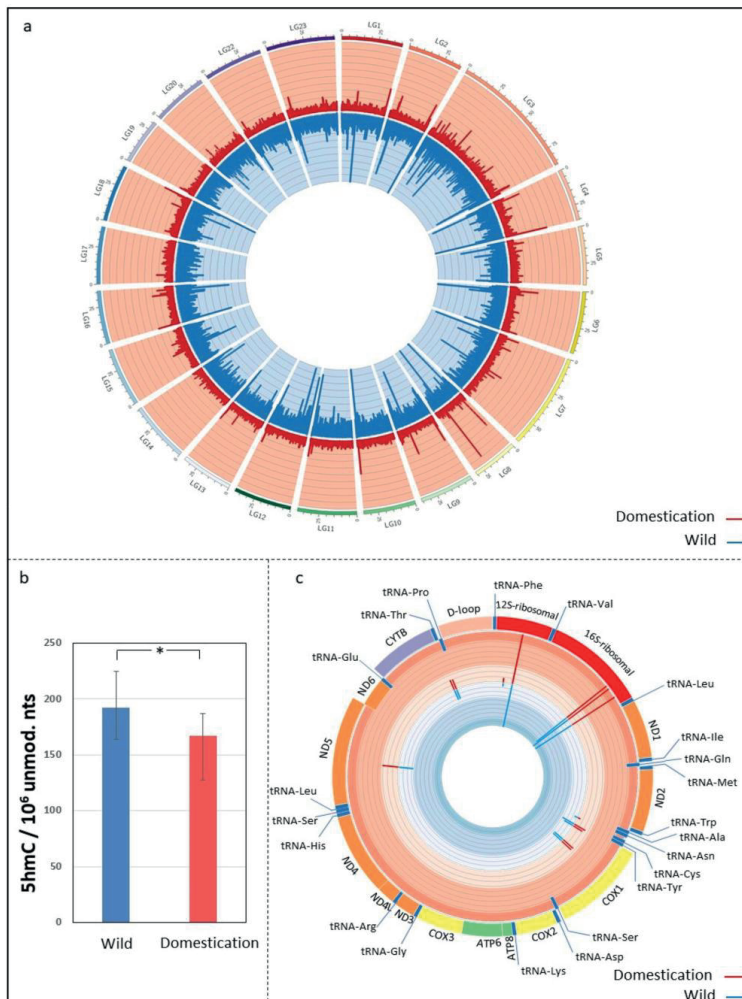 a
LG1
LG2
LG3
LG4
LG5
LG6
LG7
LG8
LG9
LG10
LG11
LG12
LG13
LG14
LG15
LG16
LG17
LG18
LG19
LG20
LG22
LG23
Domestication
Wild
b
250
200
150
100
50
0
5hmC / 10⁶ unmod. nts
*
Wild
Domestication
c
tRNA-Phe
12S-ribosomal
tRNA-Val
16S-ribosomal
tRNA-Leu
ND1
tRNA-Ile
tRNA-Gln
tRNA-Met
ND2
tRNA-Trp
tRNA-Ala
tRNA-Asn
tRNA-Cys
tRNA-Tyr
COX1
tRNA-Ser
tRNA-Asp
COX2
tRNA-Lys
ATP8
ATP6
COX3
tRNA-Gly
ND3
tRNA-Arg
ND4L
ND4
tRNA-His
tRNA-Ser
tRNA-Leu
ND5
ND6
tRNA-Glu
CYTB
tRNA-Thr
tRNA-Pro
D-loop
Domestication
Wild